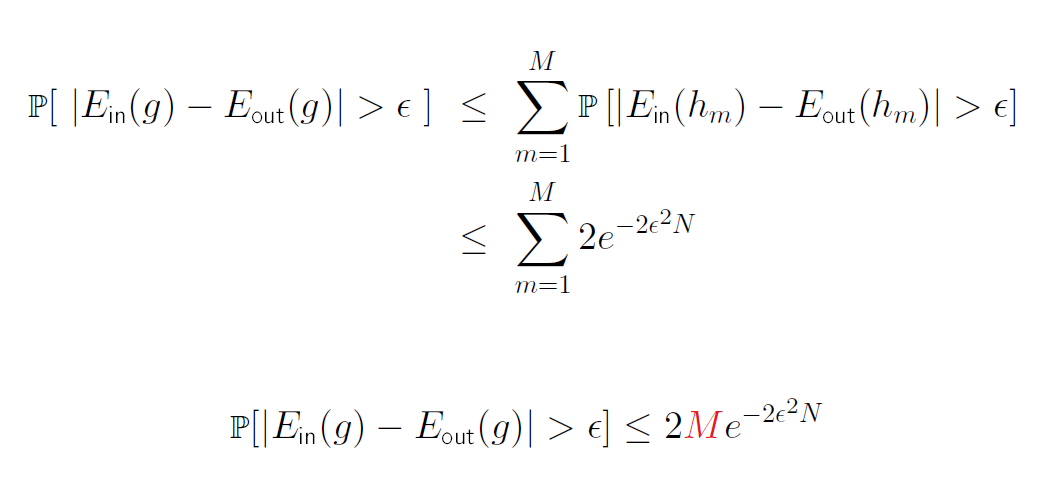 ℙ[ |E_in(g) − E_out(g)| > ϵ ] ≤ ∑_{m=1}^{M} ℙ [|E_in(h_m) − E_out(h_m)| > ϵ]
≤ ∑_{m=1}^{M} 2e^{−2ϵ²N}
ℙ[|E_in(g) − E_out(g)| > ϵ] ≤ 2Me^{−2ϵ²N}